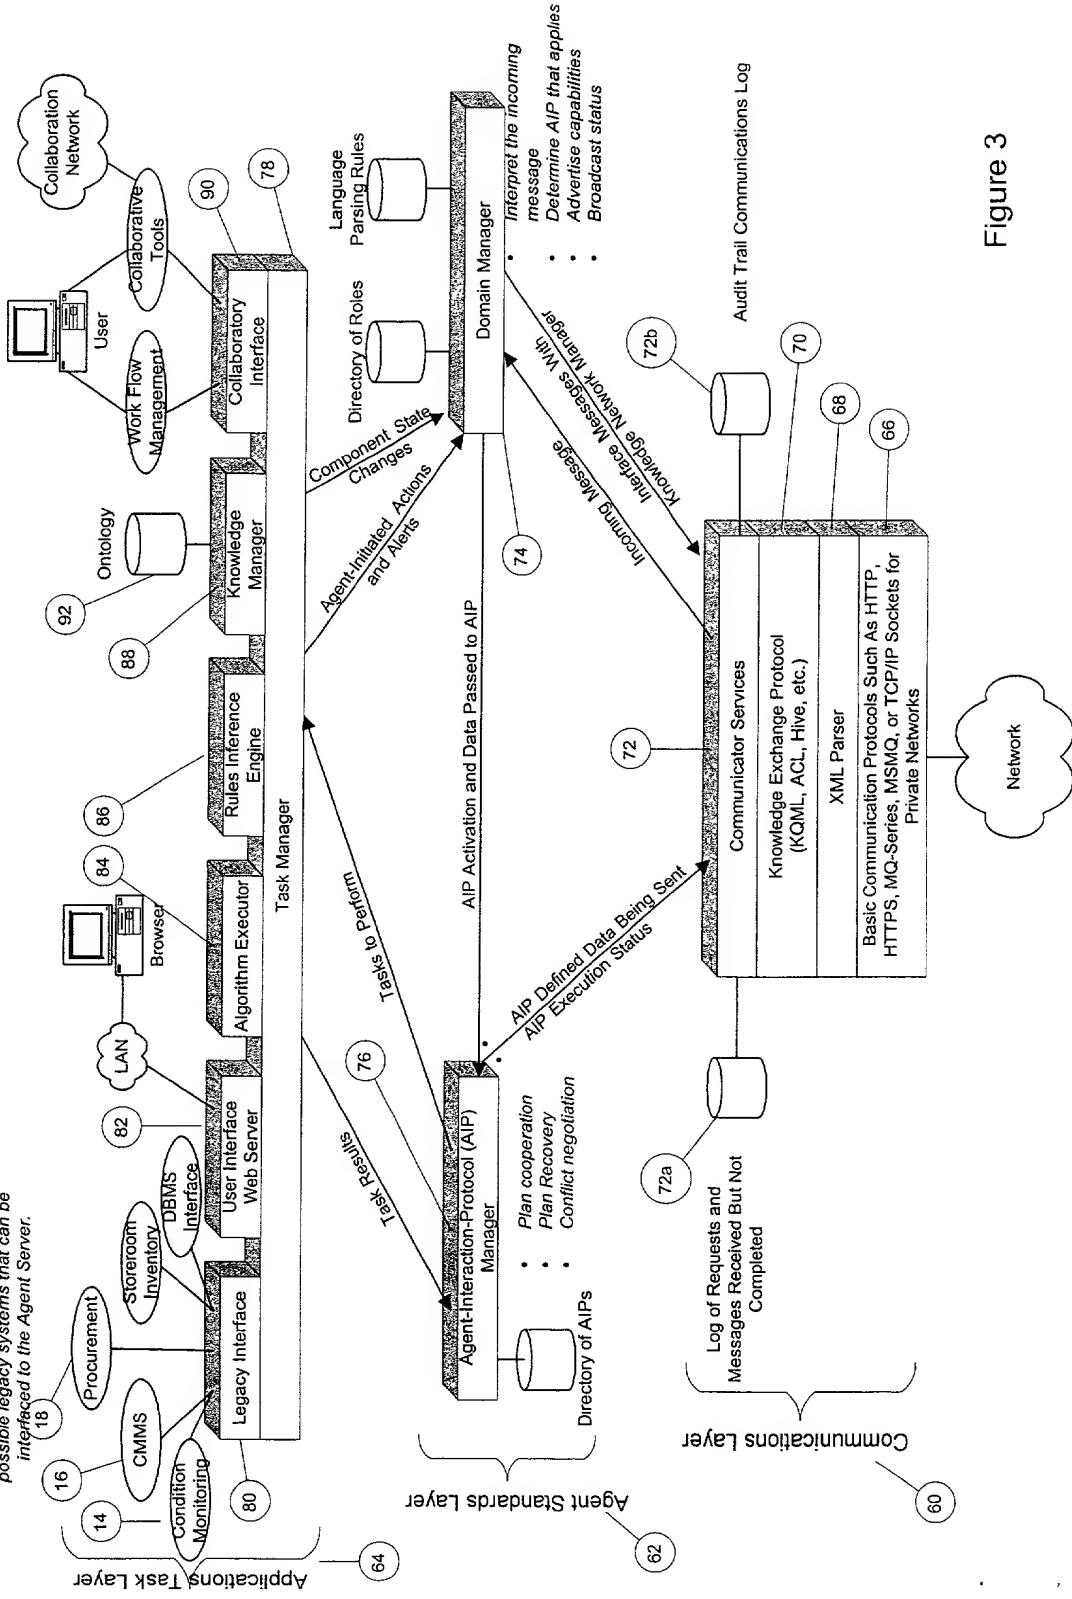 possible legacy systems that can be
interfaced to the Agent Server.
18
16
14
Procurement
CMMS
Condition
Monitoring
Storeroom
Inventory
DBMS
Interface
LAN
Browser
82
84
86
88
92
Ontology
Work Flow
Management
User
Collaborative
Tools
Collaboration
Network
90
78
80
Legacy Interface
User Interface
Web Server
Algorithm Executor
Rules Inference
Engine
Knowledge
Manager
Collaboratory
Interface
Task Manager
Applications Task Layer
64
Task Results
76
Tasks to Perform
Agent-Initiated Actions
and Alerts
Component State
Changes
Directory of Roles
Language
Parsing Rules
Agent-Interaction-Protocol (AIP)
Manager
• Plan cooperation
• Plan Recovery
• Conflict negotiation
Directory of AIPs
Agent Standards Layer
62
AIP Activation and Data Passed to AIP
Domain Manager
74
• Interpret the incoming
message
• Determine AIP that applies
• Advertise capabilities
• Broadcast status
• AIP Defined Data Being Sent
• AIP Execution Status
Incoming Message
Interface Messages With
Knowledge Network Manager
72
72a
Log of Requests and
Messages Received But Not
Completed
72b
Audit Trail Communications Log
Communicator Services
Knowledge Exchange Protocol
(KQML, ACL, Hive, etc.)
XML Parser
Basic Communication Protocols Such As HTTP,
HTTPS, MQ-Series, MSMQ, or TCP/IP Sockets for
Private Networks
70
68
66
Communications Layer
60
Network
Figure 3